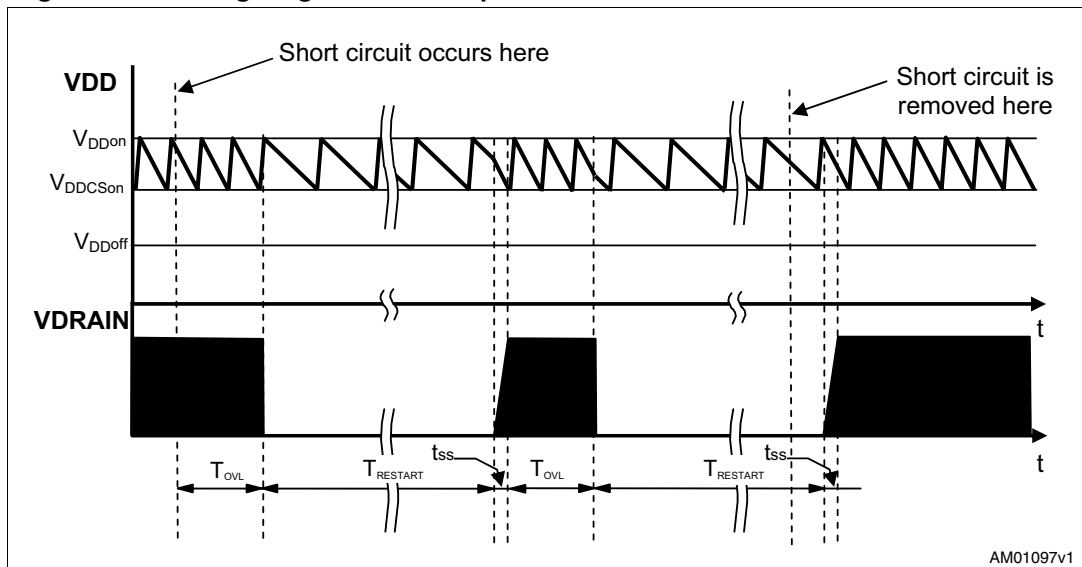 Short circuit occurs here
VDD
Short circuit is
removed here
VDDon
VDDCSon
VDDoff
VDRAIN
t
t
tss
tss
TOVL
TRESTART
TOVL
TRESTART
AM01097v1